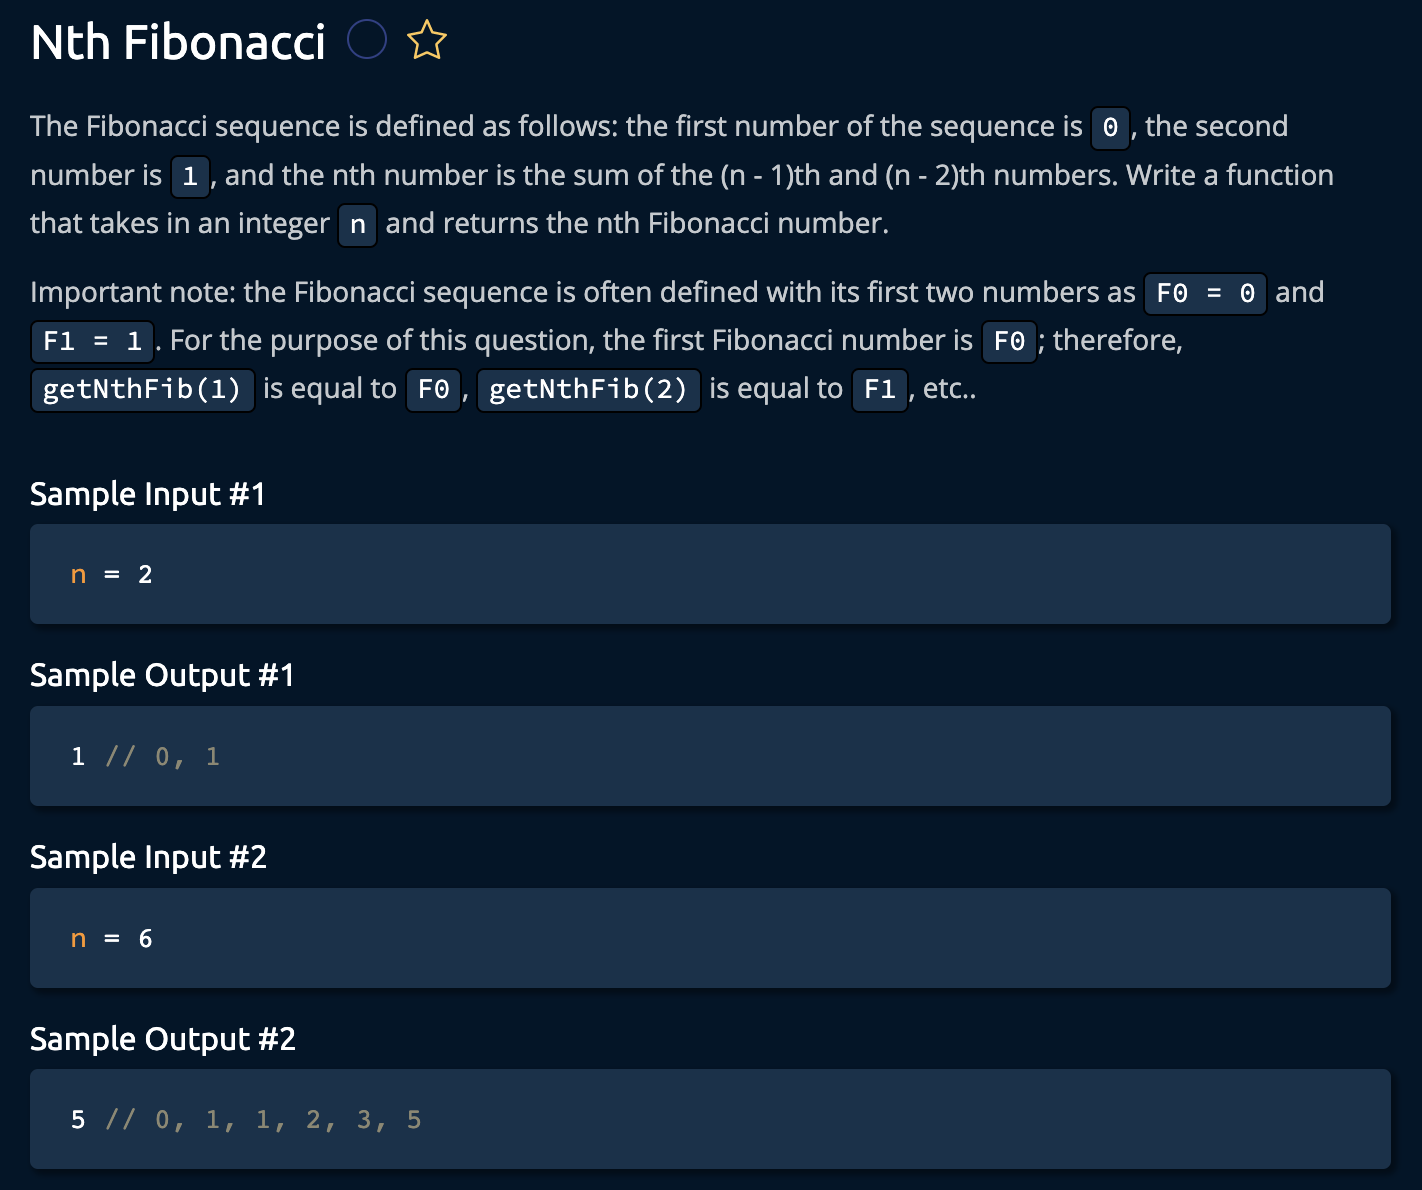 Nth Fibonacci
The Fibonacci sequence is defined as follows: the first number of the sequence is 0, the second
number is 1, and the nth number is the sum of the (n - 1)th and (n - 2)th numbers. Write a function
that takes in an integer n and returns the nth Fibonacci number.
Important note: the Fibonacci sequence is often defined with its first two numbers as F0 = 0 and
F1 = 1. For the purpose of this question, the first Fibonacci number is F0; therefore,
getNthFib(1) is equal to F0, getNthFib(2) is equal to F1, etc..
Sample Input #1
n = 2
Sample Output #1
1 // 0, 1
Sample Input #2
n = 6
Sample Output #2
5 // 0, 1, 1, 2, 3, 5